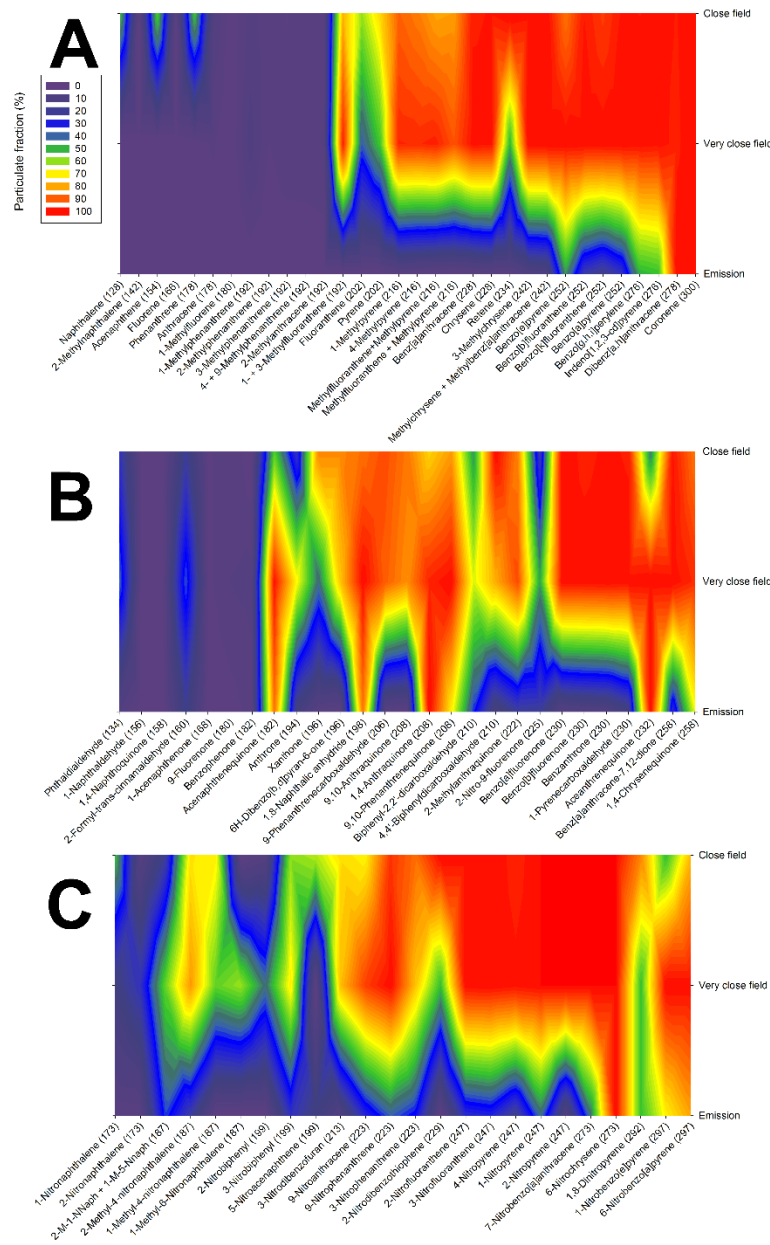 A
Close field
Very close field
Emission
Particulate fraction (%)
0
10
20
30
40
50
60
70
80
90
100
Naphthalene (128)
2-Methylnaphthalene (142)
Acenaphthene (154)
Fluorene (166)
Phenanthrene (178)
Anthracene (178)
1-Methylfluorene (180)
1-Methylphenanthrene (192)
2-Methylphenanthrene (192)
3-Methylphenanthrene (192)
4- + 9-Methylphenanthrene (192)
2-Methylanthracene (192)
1- + 3-Methylfluoranthene (192)
Fluoranthene (202)
Pyrene (202)
1-Methylpyrene (216)
4-Methylpyrene (216)
Methylfluoranthene+Methylpyrene (216)
Methylfluoranthene + Methylpyrene (216)
Benz[a]anthracene (228)
Chrysene (228)
Retene (234)
3-Methylchrysene (242)
Methylchrysene + Methylbenz[a]anthracene (242)
Benzo[e]pyrene (252)
Benzo[b]fluoranthene (252)
Benzo[k]fluoranthene (252)
Benzo[a]pyrene (252)
Benzo[g,h,i]perylene (276)
Indeno[1,2,3-cd]pyrene (276)
Dibenz[a,h]anthracene (278)
Coronene (300)
B
Close field
Very close field
Emission
Phthaldialdehyde (134)
1-Naphthaldehyde (156)
1,4-Naphthoquinone (158)
2-Formyl-trans-cinnamaldehyde (160)
1-Acenaphthenone (168)
9-Fluorenone (180)
Benzophenone (182)
Acenaphthenequinone (182)
Anthrone (194)
Xanthone (196)
6H-Dibenzo[b,d]pyran-6-one (196)
1,8-Naphthalic anhydride (198)
9-Phenanthrenecarboxaldehyde (206)
9,10-Anthraquinone (208)
1,4-Anthraquinone (208)
9,10-Phenanthrenequinone (208)
Biphenyl-2,2'-dicarboxaldehyde (210)
4,4'-Biphenyldicarboxaldehyde (210)
2-Methylanthraquinone (222)
2-Nitro-9-fluorenone (225)
Benzo[a]fluorenone (230)
Benzo[b]fluorenone (230)
Benzanthrone (230)
1-Pyrenecarboxaldehyde (230)
Aceanthrenequinone (232)
Benz[a]anthracene-7,12-dione (258)
1,4-Chrysenequinone (258)
C
Close field
Very close field
Emission
1-Nitronaphthalene (173)
2-Nitronaphthalene (173)
2-M-1-NNaph + 1-M-5-Nnaph (187)
2-Methyl-4-nitronaphthalene (187)
1-Methyl-4-nitronaphthalene (187)
1-Methyl-6-Nitronaphthalene (187)
2-Nitrobiphenyl (199)
3-Nitrobiphenyl (199)
5-Nitroacenaphthene (199)
3-Nitrodibenzofuran (213)
9-Nitroanthracene (223)
9-Nitrophenanthrene (223)
3-Nitrophenantrene (223)
2-Nitrodibenzothiophene (229)
2-Nitrofluoranthene (247)
3-Nitrofluoranthene (247)
4-Nitropyrene (247)
1-Nitropyrene (247)
2-Nitropyrene (247)
7-Nitrobenzo[a]anthracene (273)
6-Nitrochrysene (273)
1,8-Dinitropyrene (292)
1-Nitrobenzo[e]pyrene (297)
6-Nitrobenzo[a]pyrene (297)